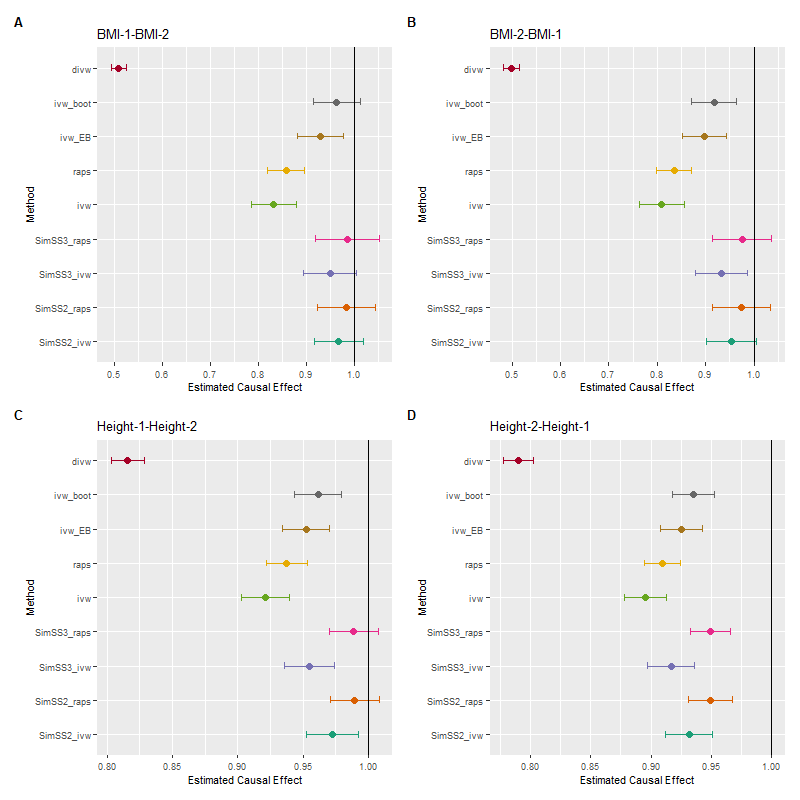 A
BMI-1-BMI-2
divw
ivw_boot
ivw_EB
raps
ivw
SimSS3_raps
SimSS3_ivw
SimSS2_raps
SimSS2_ivw
Method
0.5 0.6 0.7 0.8 0.9 1.0
Estimated Causal Effect
B
BMI-2-BMI-1
divw
ivw_boot
ivw_EB
raps
ivw
SimSS3_raps
SimSS3_ivw
SimSS2_raps
SimSS2_ivw
Method
0.5 0.6 0.7 0.8 0.9 1.0
Estimated Causal Effect
C
Height-1-Height-2
divw
ivw_boot
ivw_EB
raps
ivw
SimSS3_raps
SimSS3_ivw
SimSS2_raps
SimSS2_ivw
Method
0.80 0.85 0.90 0.95 1.00
Estimated Causal Effect
D
Height-2-Height-1
divw
ivw_boot
ivw_EB
raps
ivw
SimSS3_raps
SimSS3_ivw
SimSS2_raps
SimSS2_ivw
Method
0.80 0.85 0.90 0.95 1.00
Estimated Causal Effect